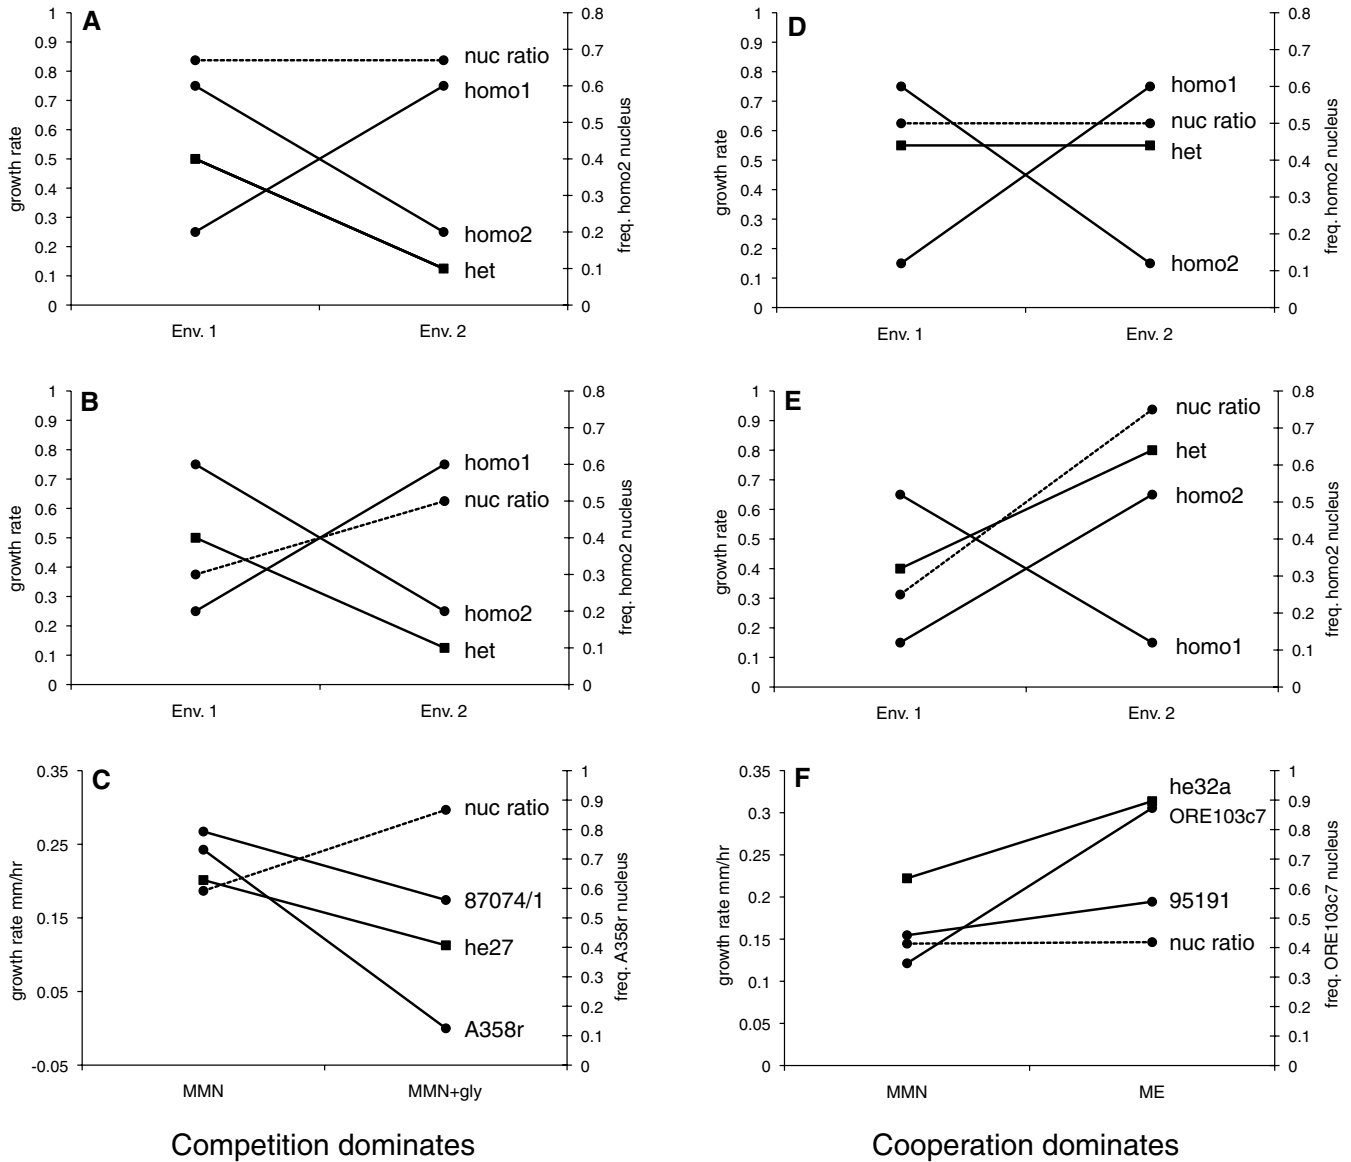 A
1
0.9
0.8
0.7
0.6
0.5
0.4
0.3
0.2
0.1
0
growth rate
0.8
0.7
0.6
0.5
0.4
0.3
0.2
0.1
0
freq. homo2 nucleus
nuc ratio
homo1
homo2
het
Env. 1
Env. 2
D
1
0.9
0.8
0.7
0.6
0.5
0.4
0.3
0.2
0.1
0
growth rate
0.8
0.7
0.6
0.5
0.4
0.3
0.2
0.1
0
freq. homo2 nucleus
homo1
nuc ratio
het
homo2
Env. 1
Env. 2
B
1
0.9
0.8
0.7
0.6
0.5
0.4
0.3
0.2
0.1
0
growth rate
0.8
0.7
0.6
0.5
0.4
0.3
0.2
0.1
0
freq. homo2 nucleus
homo1
nuc ratio
homo2
het
Env. 1
Env. 2
E
1
0.9
0.8
0.7
0.6
0.5
0.4
0.3
0.2
0.1
0
growth rate
0.8
0.7
0.6
0.5
0.4
0.3
0.2
0.1
0
freq. homo2 nucleus
nuc ratio
het
homo2
homo1
Env. 1
Env. 2
C
0.35
0.25
0.15
0.05
-0.05
growth rate mm/hr
1
0.9
0.8
0.7
0.6
0.5
0.4
0.3
0.2
0.1
0
freq. A358r nucleus
nuc ratio
87074/1
he27
A358r
MMN
MMN+gly
F
0.35
0.3
0.25
0.2
0.15
0.1
0.05
0
growth rate mm/hr
1
0.9
0.8
0.7
0.6
0.5
0.4
0.3
0.2
0.1
0
freq. ORE103c7 nucleus
he32a
ORE103c7
95191
nuc ratio
MMN
ME
Competition dominates
Cooperation dominates